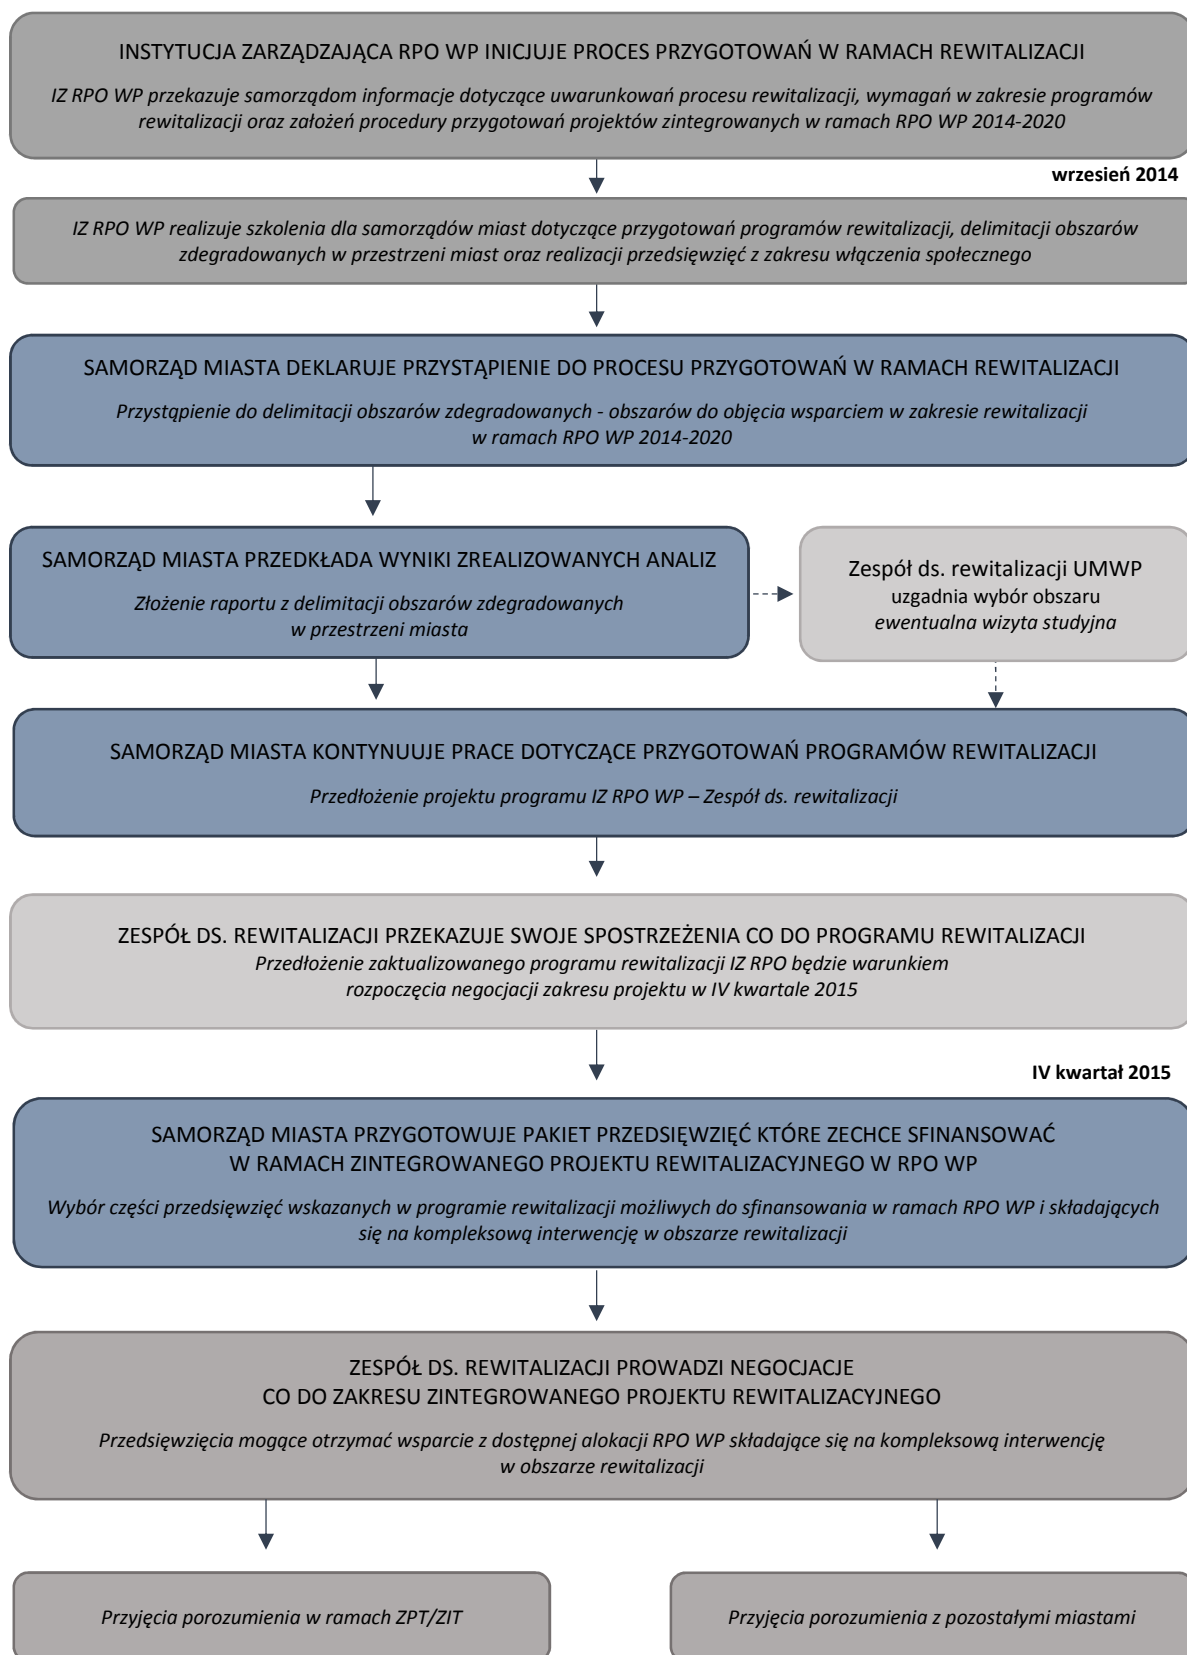 INSTYTUCJA ZARZĄDZAJĄCA RPO WP INICJUJE PROCES PRZYGOTOWAŃ W RAMACH REWITALIZACJI
IZ RPO WP przekazuje samorządom informacje dotyczące uwarunkowań procesu rewitalizacji, wymagań w zakresie programów
rewitalizacji oraz założeń procedury przygotowań projektów zintegrowanych w ramach RPO WP 2014-2020
wrzesień 2014
IZ RPO WP realizuje szkolenia dla samorządów miast dotyczące przygotowań programów rewitalizacji, delimitacji obszarów
zdegradowanych w przestrzeni miast oraz realizacji przedsięwzięć z zakresu włączenia społecznego
SAMORZĄD MIASTA DEKLARUJE PRZYSTĄPIENIE DO PROCESU PRZYGOTOWAŃ W RAMACH REWITALIZACJI
Przystąpienie do delimitacji obszarów zdegradowanych - obszarów do objęcia wsparciem w zakresie rewitalizacji
w ramach RPO WP 2014-2020
SAMORZĄD MIASTA PRZEDKŁADA WYNIKI ZREALIZOWANYCH ANALIZ
Złożenie raportu z delimitacji obszarów zdegradowanych
w przestrzeni miasta
Zespół ds. rewitalizacji UMWP
uzgadnia wybór obszaru
ewentualna wizyta studyjna
SAMORZĄD MIASTA KONTYNUUJE PRACE DOTYCZĄCE PRZYGOTOWAŃ PROGRAMÓW REWITALIZACJI
Przedłożenie projektu programu IZ RPO WP – Zespół ds. rewitalizacji
ZESPÓŁ DS. REWITALIZACJI PRZEKAZUJE SWOJE SPOSTRZEŻENIA CO DO PROGRAMU REWITALIZACJI
Przedłożenie zaktualizowanego programu rewitalizacji IZ RPO będzie warunkiem
rozpoczęcia negocjacji zakresu projektu w IV kwartale 2015
IV kwartał 2015
SAMORZĄD MIASTA PRZYGOTOWUJE PAKIET PRZEDSIĘWZIĘĆ KTÓRE ZECHCE SFINANSOWAĆ
W RAMACH ZINTEGROWANEGO PROJEKTU REWITALIZACYJNEGO W RPO WP
Wybór części przedsięwzięć wskazanych w programie rewitalizacji możliwych do sfinansowania w ramach RPO WP i składających
się na kompleksową interwencję w obszarze rewitalizacji
ZESPÓŁ DS. REWITALIZACJI PROWADZI NEGOCJACJE
CO DO ZAKRESU ZINTEGROWANEGO PROJEKTU REWITALIZACYJNEGO
Przedsięwzięcia mogące otrzymać wsparcie z dostępnej alokacji RPO WP składające się na kompleksową interwencję
w obszarze rewitalizacji
Przyjęcia porozumienia w ramach ZPT/ZIT
Przyjęcia porozumienia z pozostałymi miastami